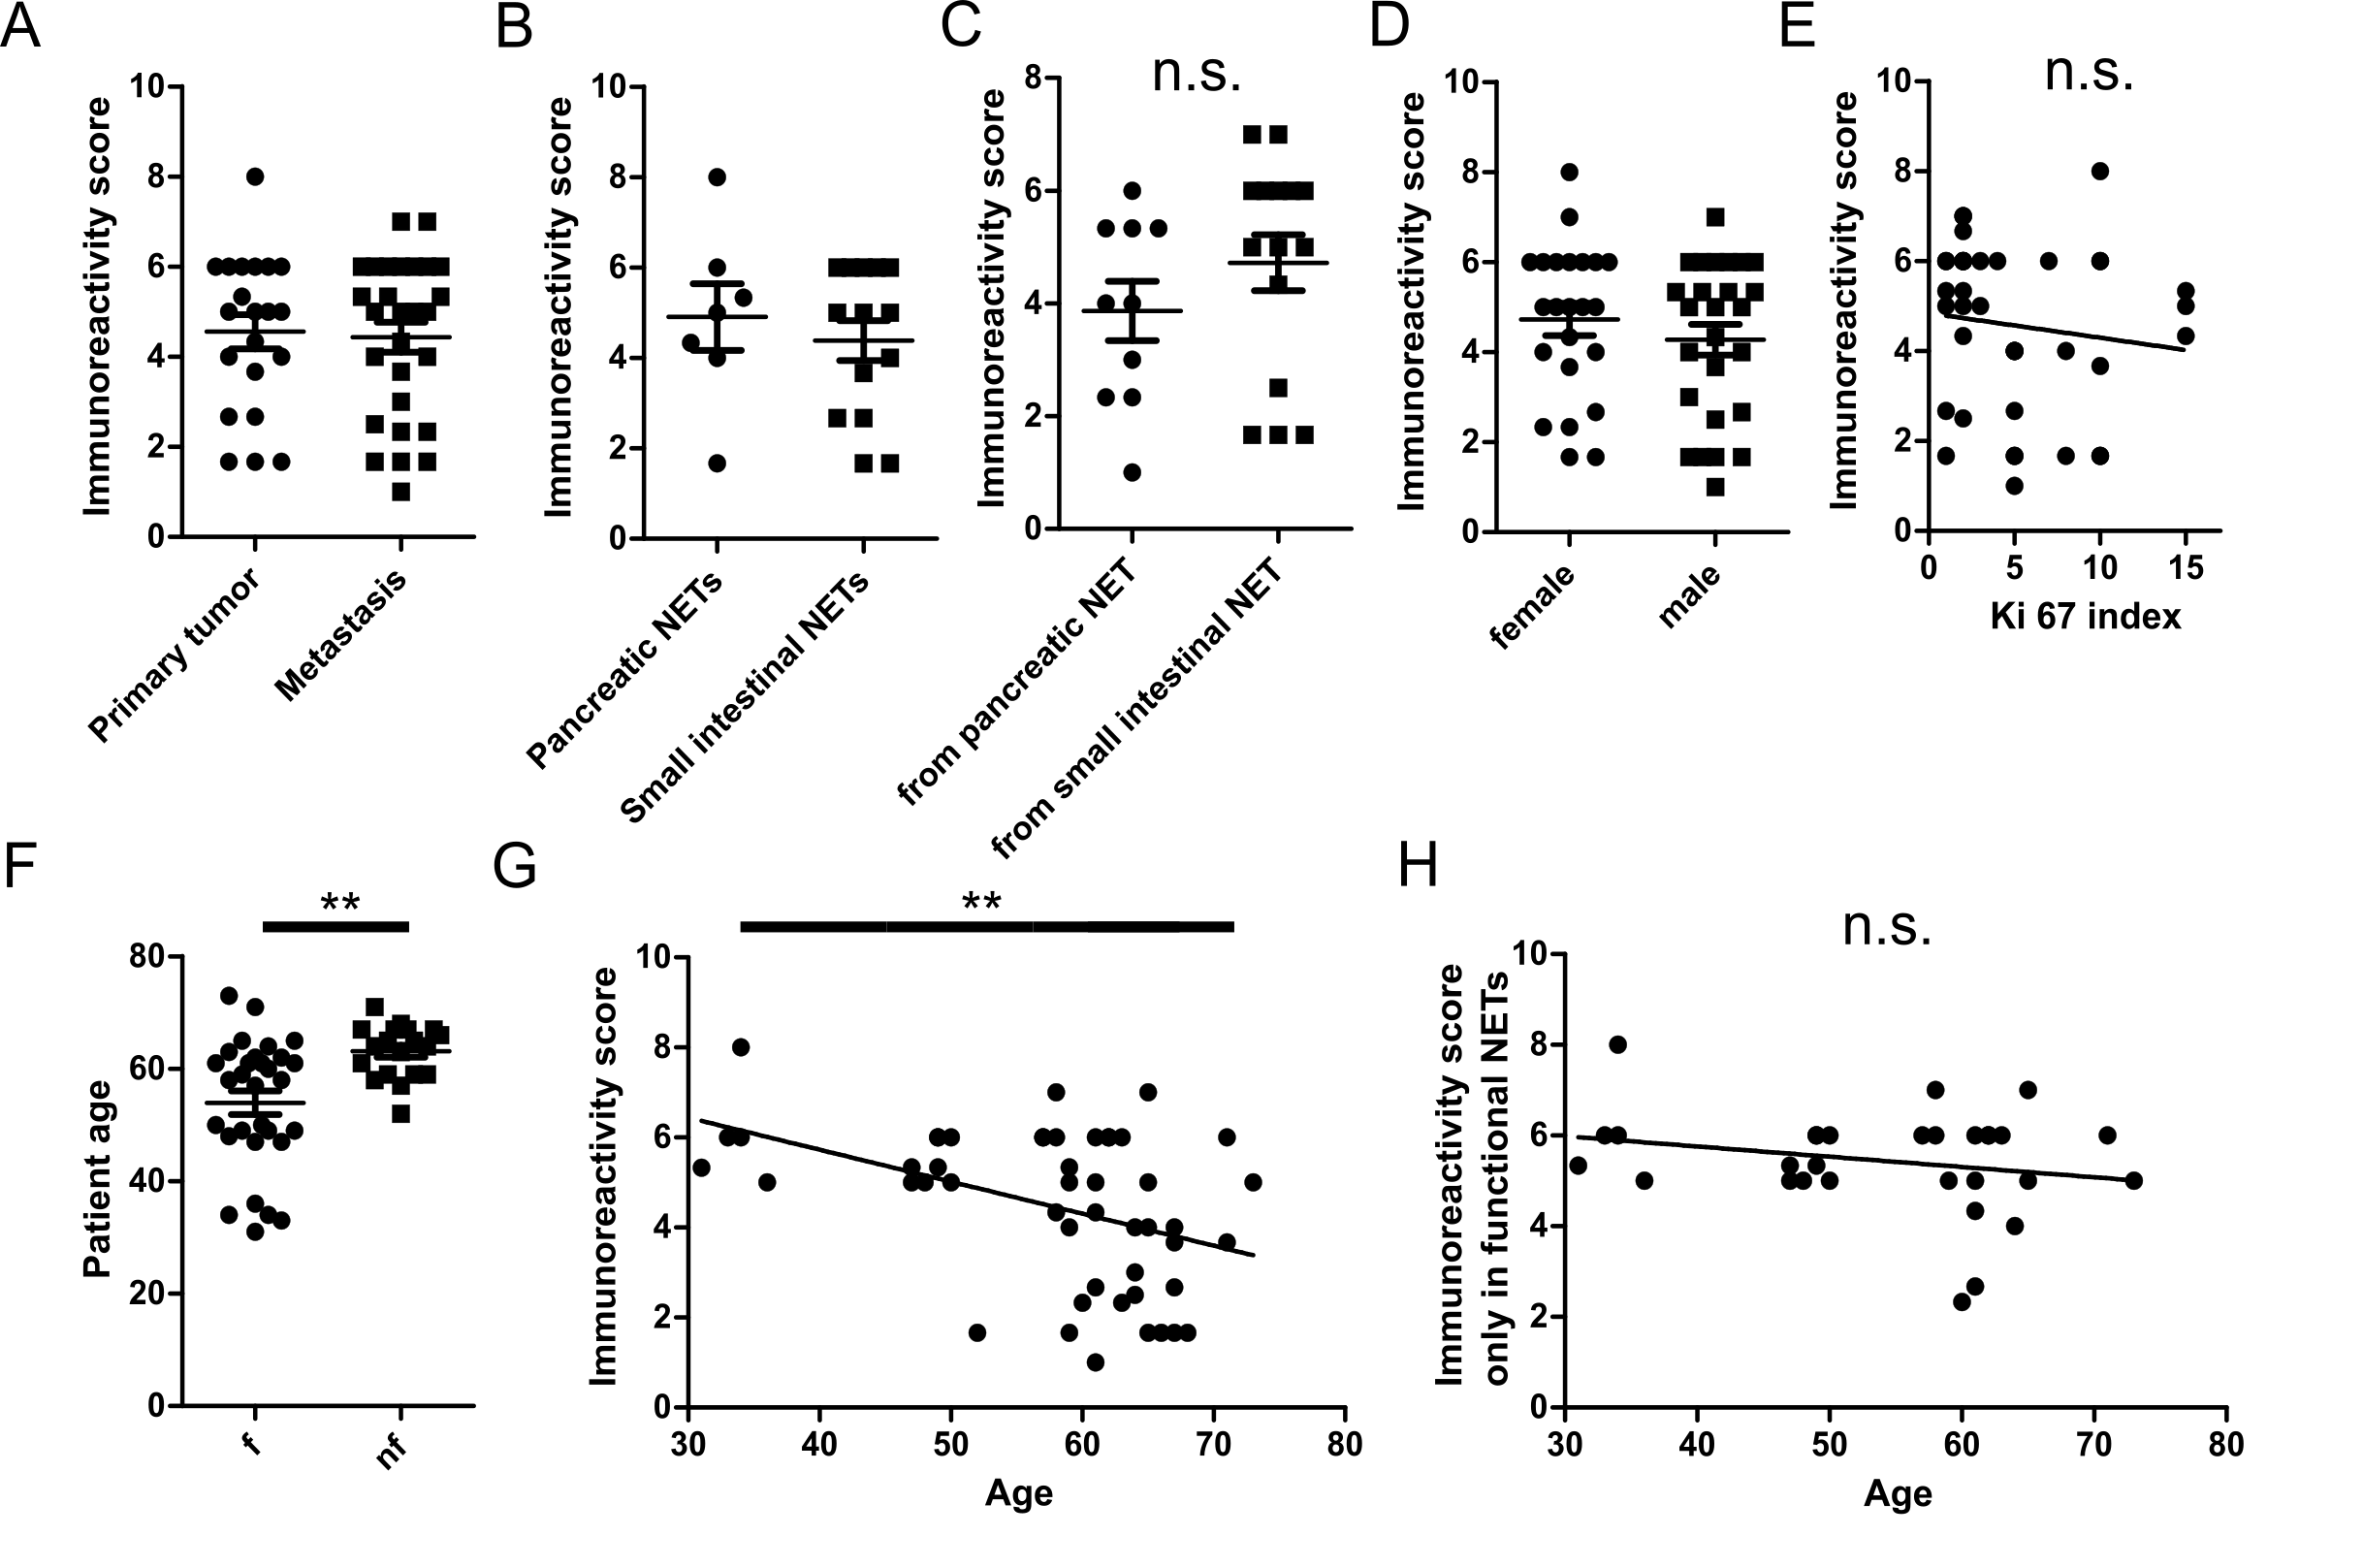 A
Immunoreactivity score
10
8
6
4
2
0
Primary tumor
Metastasis
B
Immunoreactivity score
10
8
6
4
2
0
Pancreatic NETs
Small intestinal NETs
C
n.s.
Immunoreactivity score
8
6
4
2
0
from pancreatic NET
from small intestinal NET
D
Immunoreactivity score
10
8
6
4
2
0
female
male
E
n.s.
Immunoreactivity score
10
8
6
4
2
0
0 5 10 15
Ki 67 index
F
**
Patient age
80
60
40
20
0
f
nf
G
**
Immunoreactivity score
10
8
6
4
2
0
30 40 50 60 70 80
Age
H
n.s.
Immunoreactivity score
only in functional NETs
10
8
6
4
2
0
30 40 50 60 70 80
Age